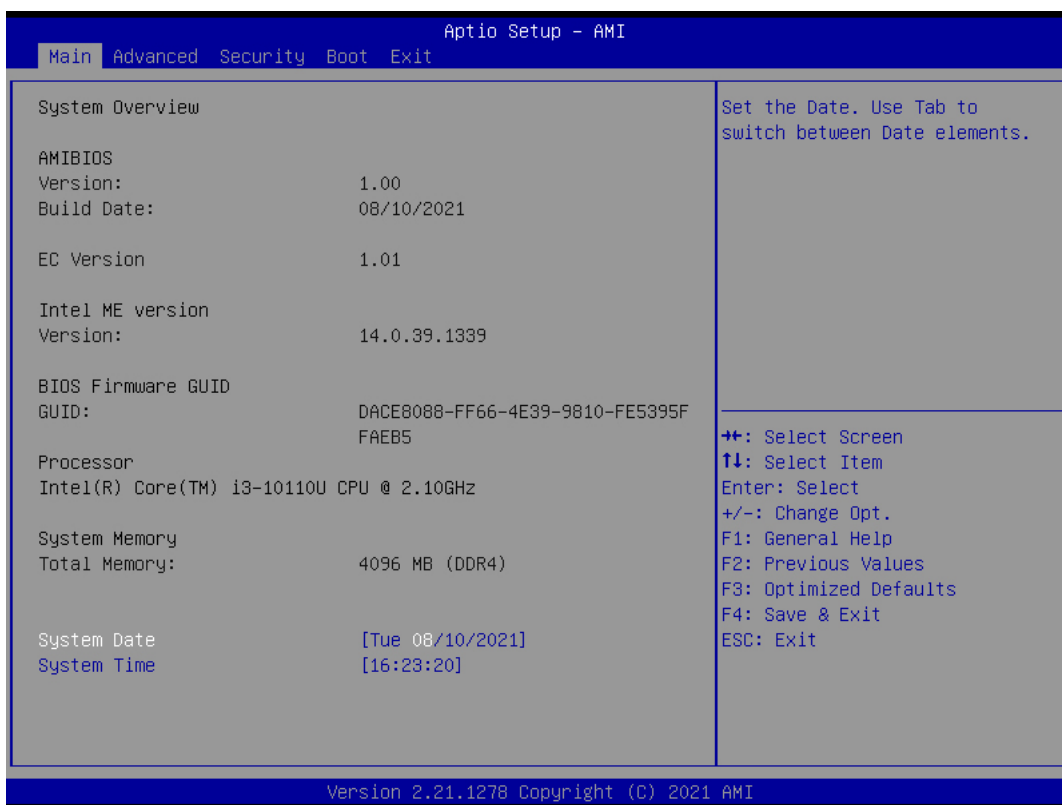 Aptio Setup - AMI
Main Advanced Security Boot Exit
System Overview
AMIBIOS
Version: 1.00
Build Date: 08/10/2021
EC Version 1.01
Intel ME version
Version: 14.0.39.1339
BIOS Firmware GUID
GUID: DACE8088-FF66-4E39-9810-FE5395F
FAEB5
Processor
Intel(R) Core(TM) i3-10110U CPU @ 2.10GHz
System Memory
Total Memory: 4096 MB (DDR4)
System Date [Tue 08/10/2021]
System Time [16:23:20]
Set the Date. Use Tab to
switch between Date elements.
→←: Select Screen
↑↓: Select Item
Enter: Select
+/-: Change Opt.
F1: General Help
F2: Previous Values
F3: Optimized Defaults
F4: Save & Exit
ESC: Exit
Version 2.21.1278 Copyright (C) 2021 AMI